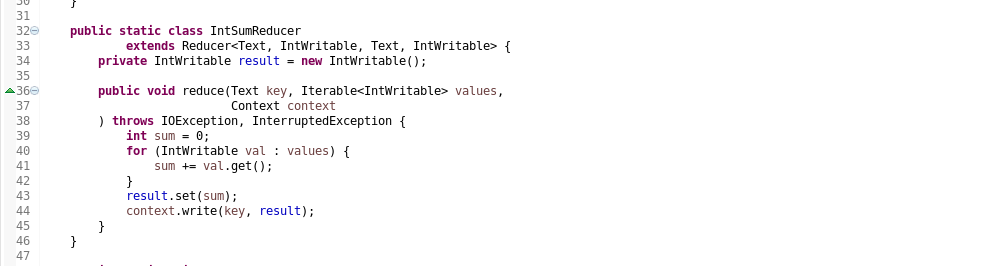 30 }
31
32 public static class IntSumReducer
33 extends Reducer<Text, IntWritable, Text, IntWritable> {
34 private IntWritable result = new IntWritable();
35
36 public void reduce(Text key, Iterable<IntWritable> values,
37 Context context
38 ) throws IOException, InterruptedException {
39 int sum = 0;
40 for (IntWritable val : values) {
41 sum += val.get();
42 }
43 result.set(sum);
44 context.write(key, result);
45 }
46 }
47